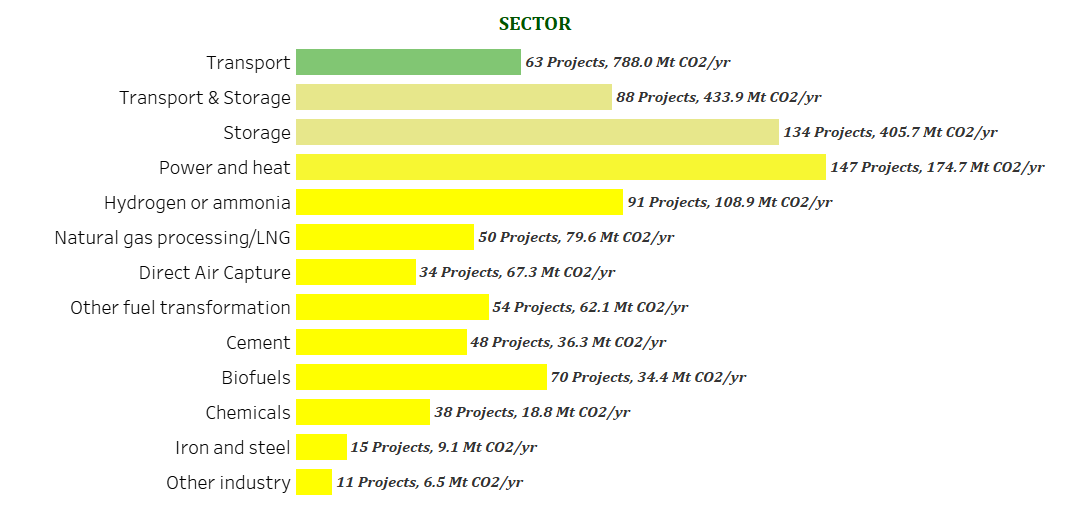 SECTOR
Transport 63 Projects, 788.0 Mt CO2/yr
Transport & Storage 88 Projects, 433.9 Mt CO2/yr
Storage 134 Projects, 405.7 Mt CO2/yr
Power and heat 147 Projects, 174.7 Mt CO2/yr
Hydrogen or ammonia 91 Projects, 108.9 Mt CO2/yr
Natural gas processing/LNG 50 Projects, 79.6 Mt CO2/yr
Direct Air Capture 34 Projects, 67.3 Mt CO2/yr
Other fuel transformation 54 Projects, 62.1 Mt CO2/yr
Cement 48 Projects, 36.3 Mt CO2/yr
Biofuels 70 Projects, 34.4 Mt CO2/yr
Chemicals 38 Projects, 18.8 Mt CO2/yr
Iron and steel 15 Projects, 9.1 Mt CO2/yr
Other industry 11 Projects, 6.5 Mt CO2/yr